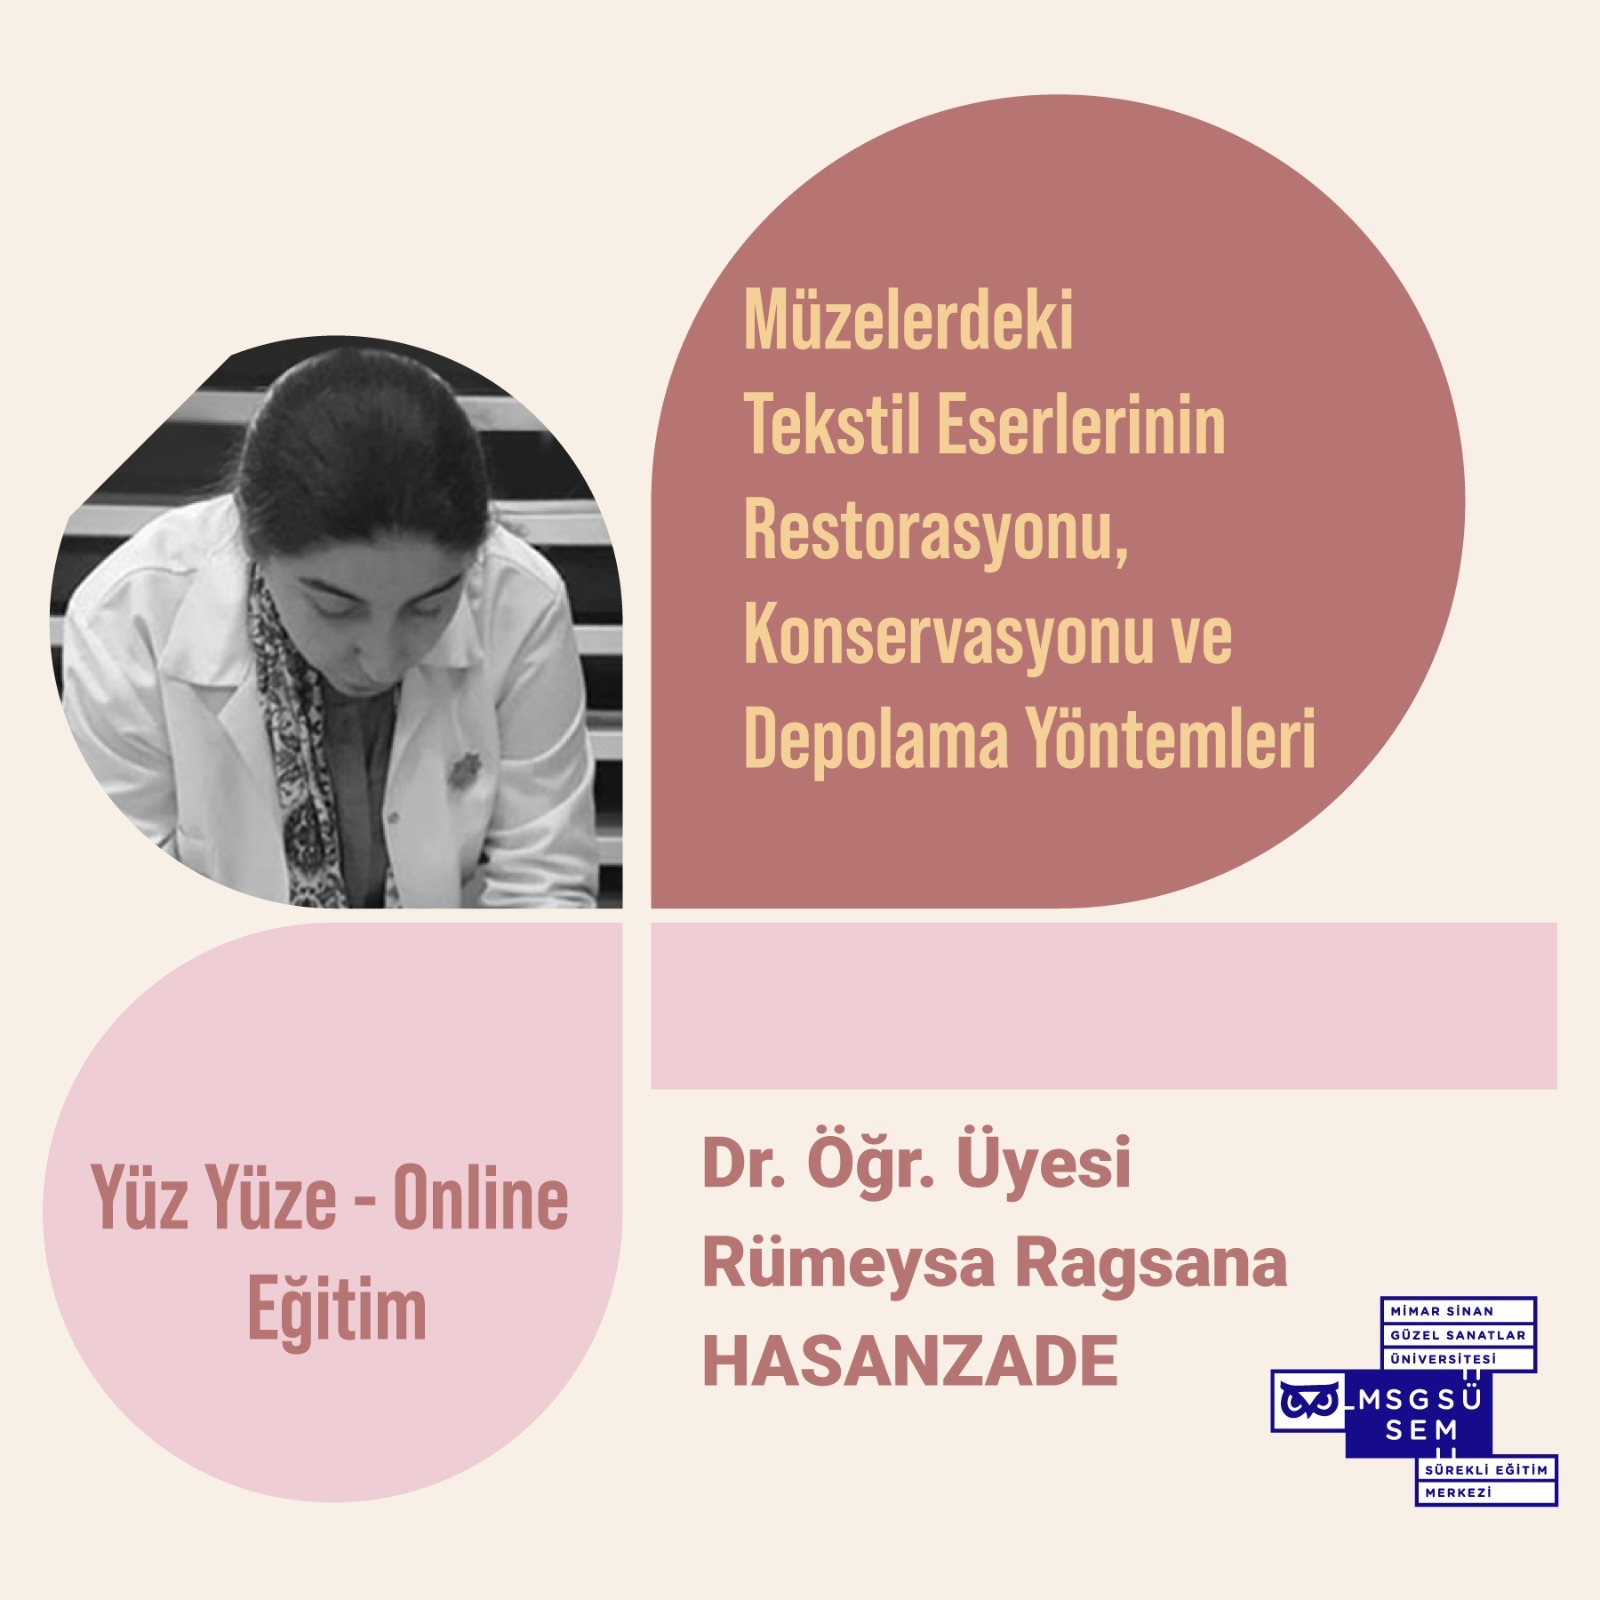 Müzelerdeki
Tekstil Eserlerinin
Restorasyonu,
Konservasyonu ve
Depolama Yöntemleri
Yüz Yüze - Online
Eğitim
Dr. Öğr. Üyesi
Rümeysa Ragsana
HASANZADE
MİMAR SİNAN
GÜZEL SANATLAR
ÜNİVERSİTESİ
MSGSÜ
SEM
SÜREKLİ EĞİTİM
MERKEZİ